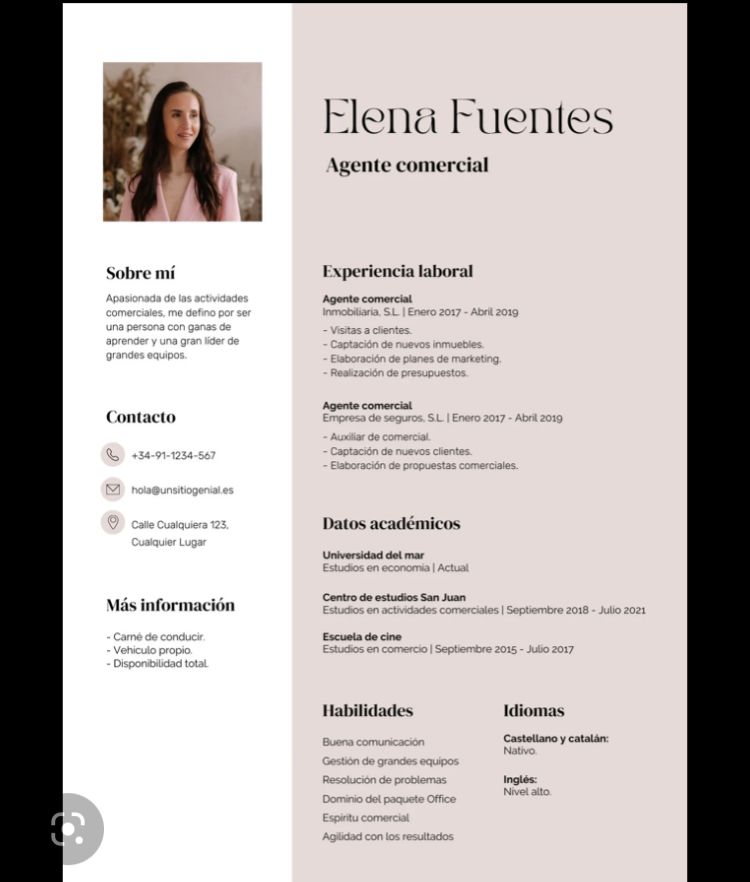 Elena Fuentes
Agente comercial
Sobre mí
Apasionada de las actividades
comerciales, me defino por ser
una persona con ganas de
aprender y una gran líder de
grandes equipos.
Contacto
+34-91-1234-567
hola@unsitiogenial.es
Calle Cualquiera 123,
Cualquier Lugar
Más información
- Carné de conducir.
- Vehiculo propio.
- Disponibilidad total.
Experiencia laboral
Agente comercial
Inmobiliaria, S.L. | Enero 2017 - Abril 2019
- Visitas a clientes.
- Captación de nuevos inmuebles.
- Elaboración de planes de marketing.
- Realización de presupuestos.
Agente comercial
Empresa de seguros, S.L. | Enero 2017 - Abril 2019
- Auxiliar de comercial.
- Captación de nuevos clientes.
- Elaboración de propuestas comerciales.
Datos académicos
Universidad del mar
Estudios en economía | Actual
Centro de estudios San Juan
Estudios en actividades comerciales | Septiembre 2018 - Julio 2021
Escuela de cine
Estudios en comercio | Septiembre 2015 - Julio 2017
Habilidades
Buena comunicación
Gestión de grandes equipos
Resolución de problemas
Dominio del paquete Office
Espiritu comercial
Agilidad con los resultados
Idiomas
Castellano y catalán:
Nativo.
Inglés:
Nivel alto.